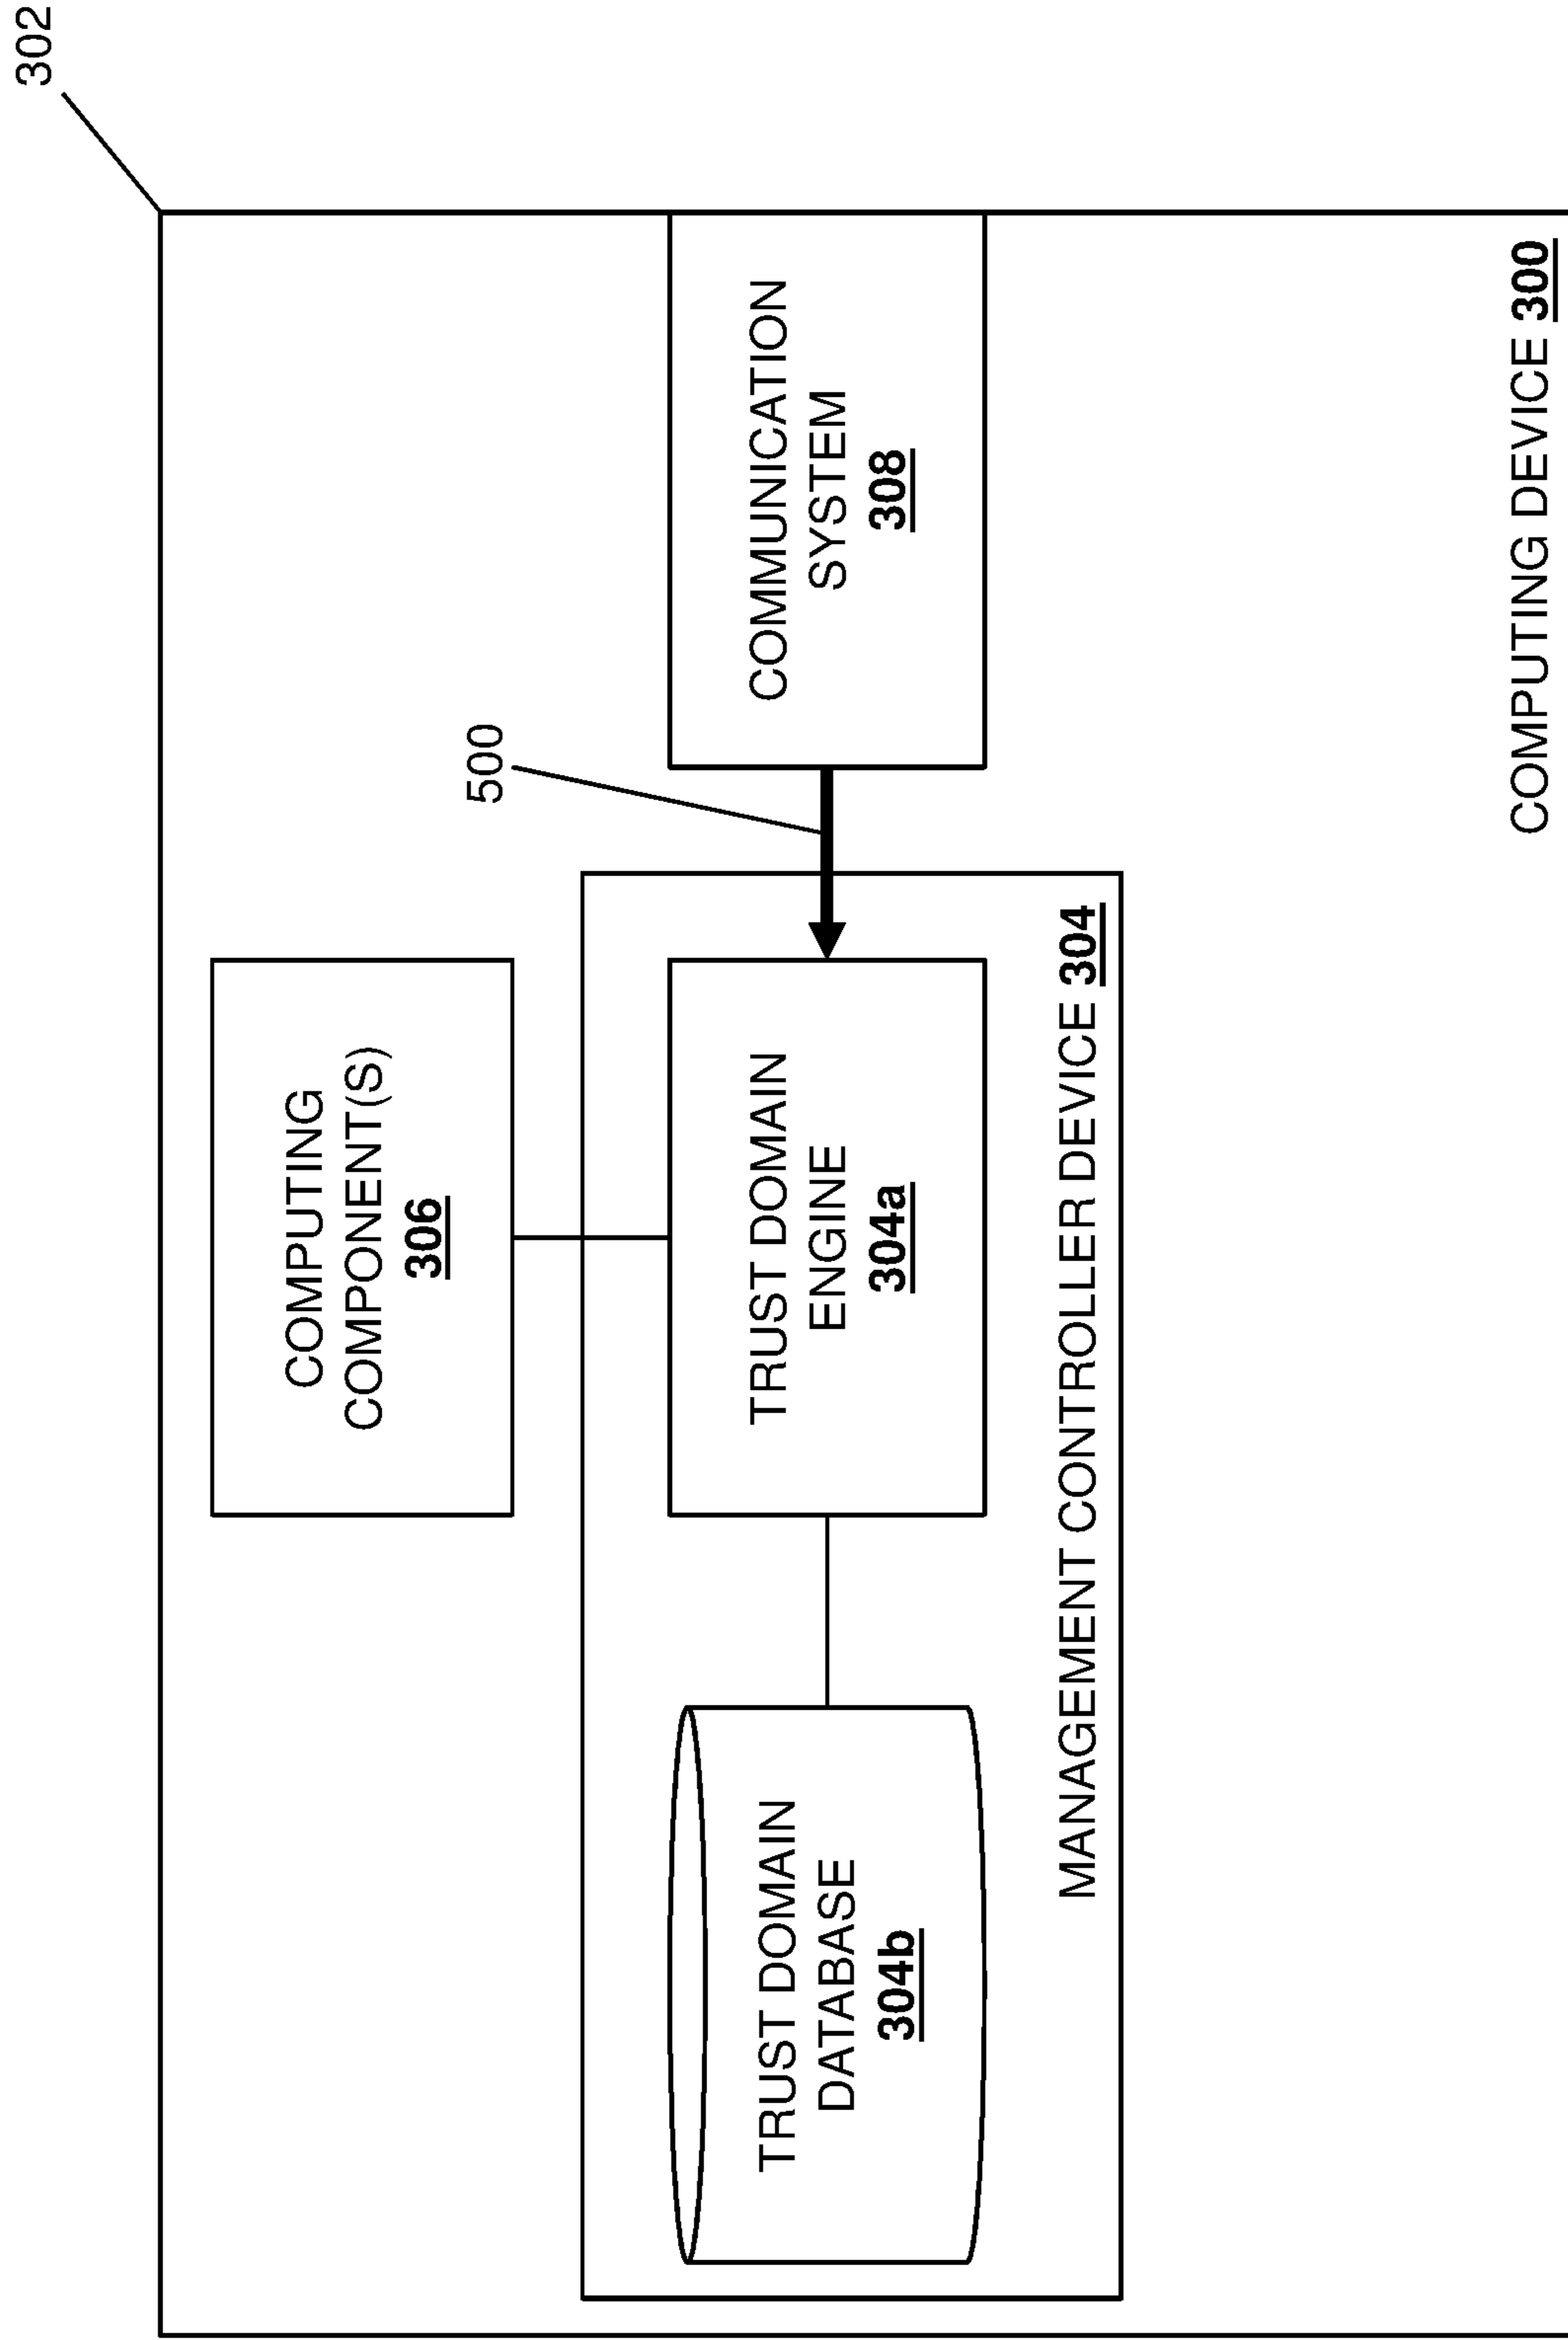 302
COMPUTING
COMPONENT(S)
306
500
TRUST DOMAIN
DATABASE
304b
TRUST DOMAIN
ENGINE
304a
COMMUNICATION
SYSTEM
308
MANAGEMENT CONTROLLER DEVICE 304
COMPUTING DEVICE 300